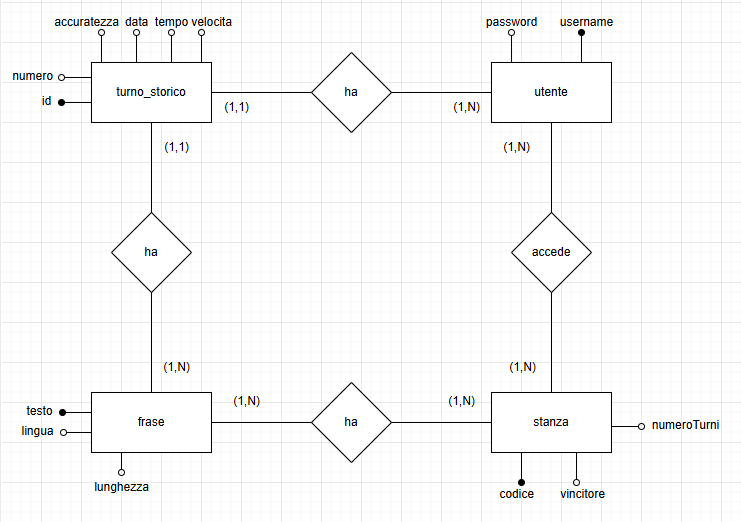 accuratezza data tempo velocita
password username
numero
id
turno_storico
ha
utente
(1,1)
(1,N)
(1,1)
(1,N)
ha
accede
(1,N)
(1,N)
(1,N)
(1,N)
testo
lingua
frase
ha
stanza
numeroTurni
lunghezza
codice
vincitore